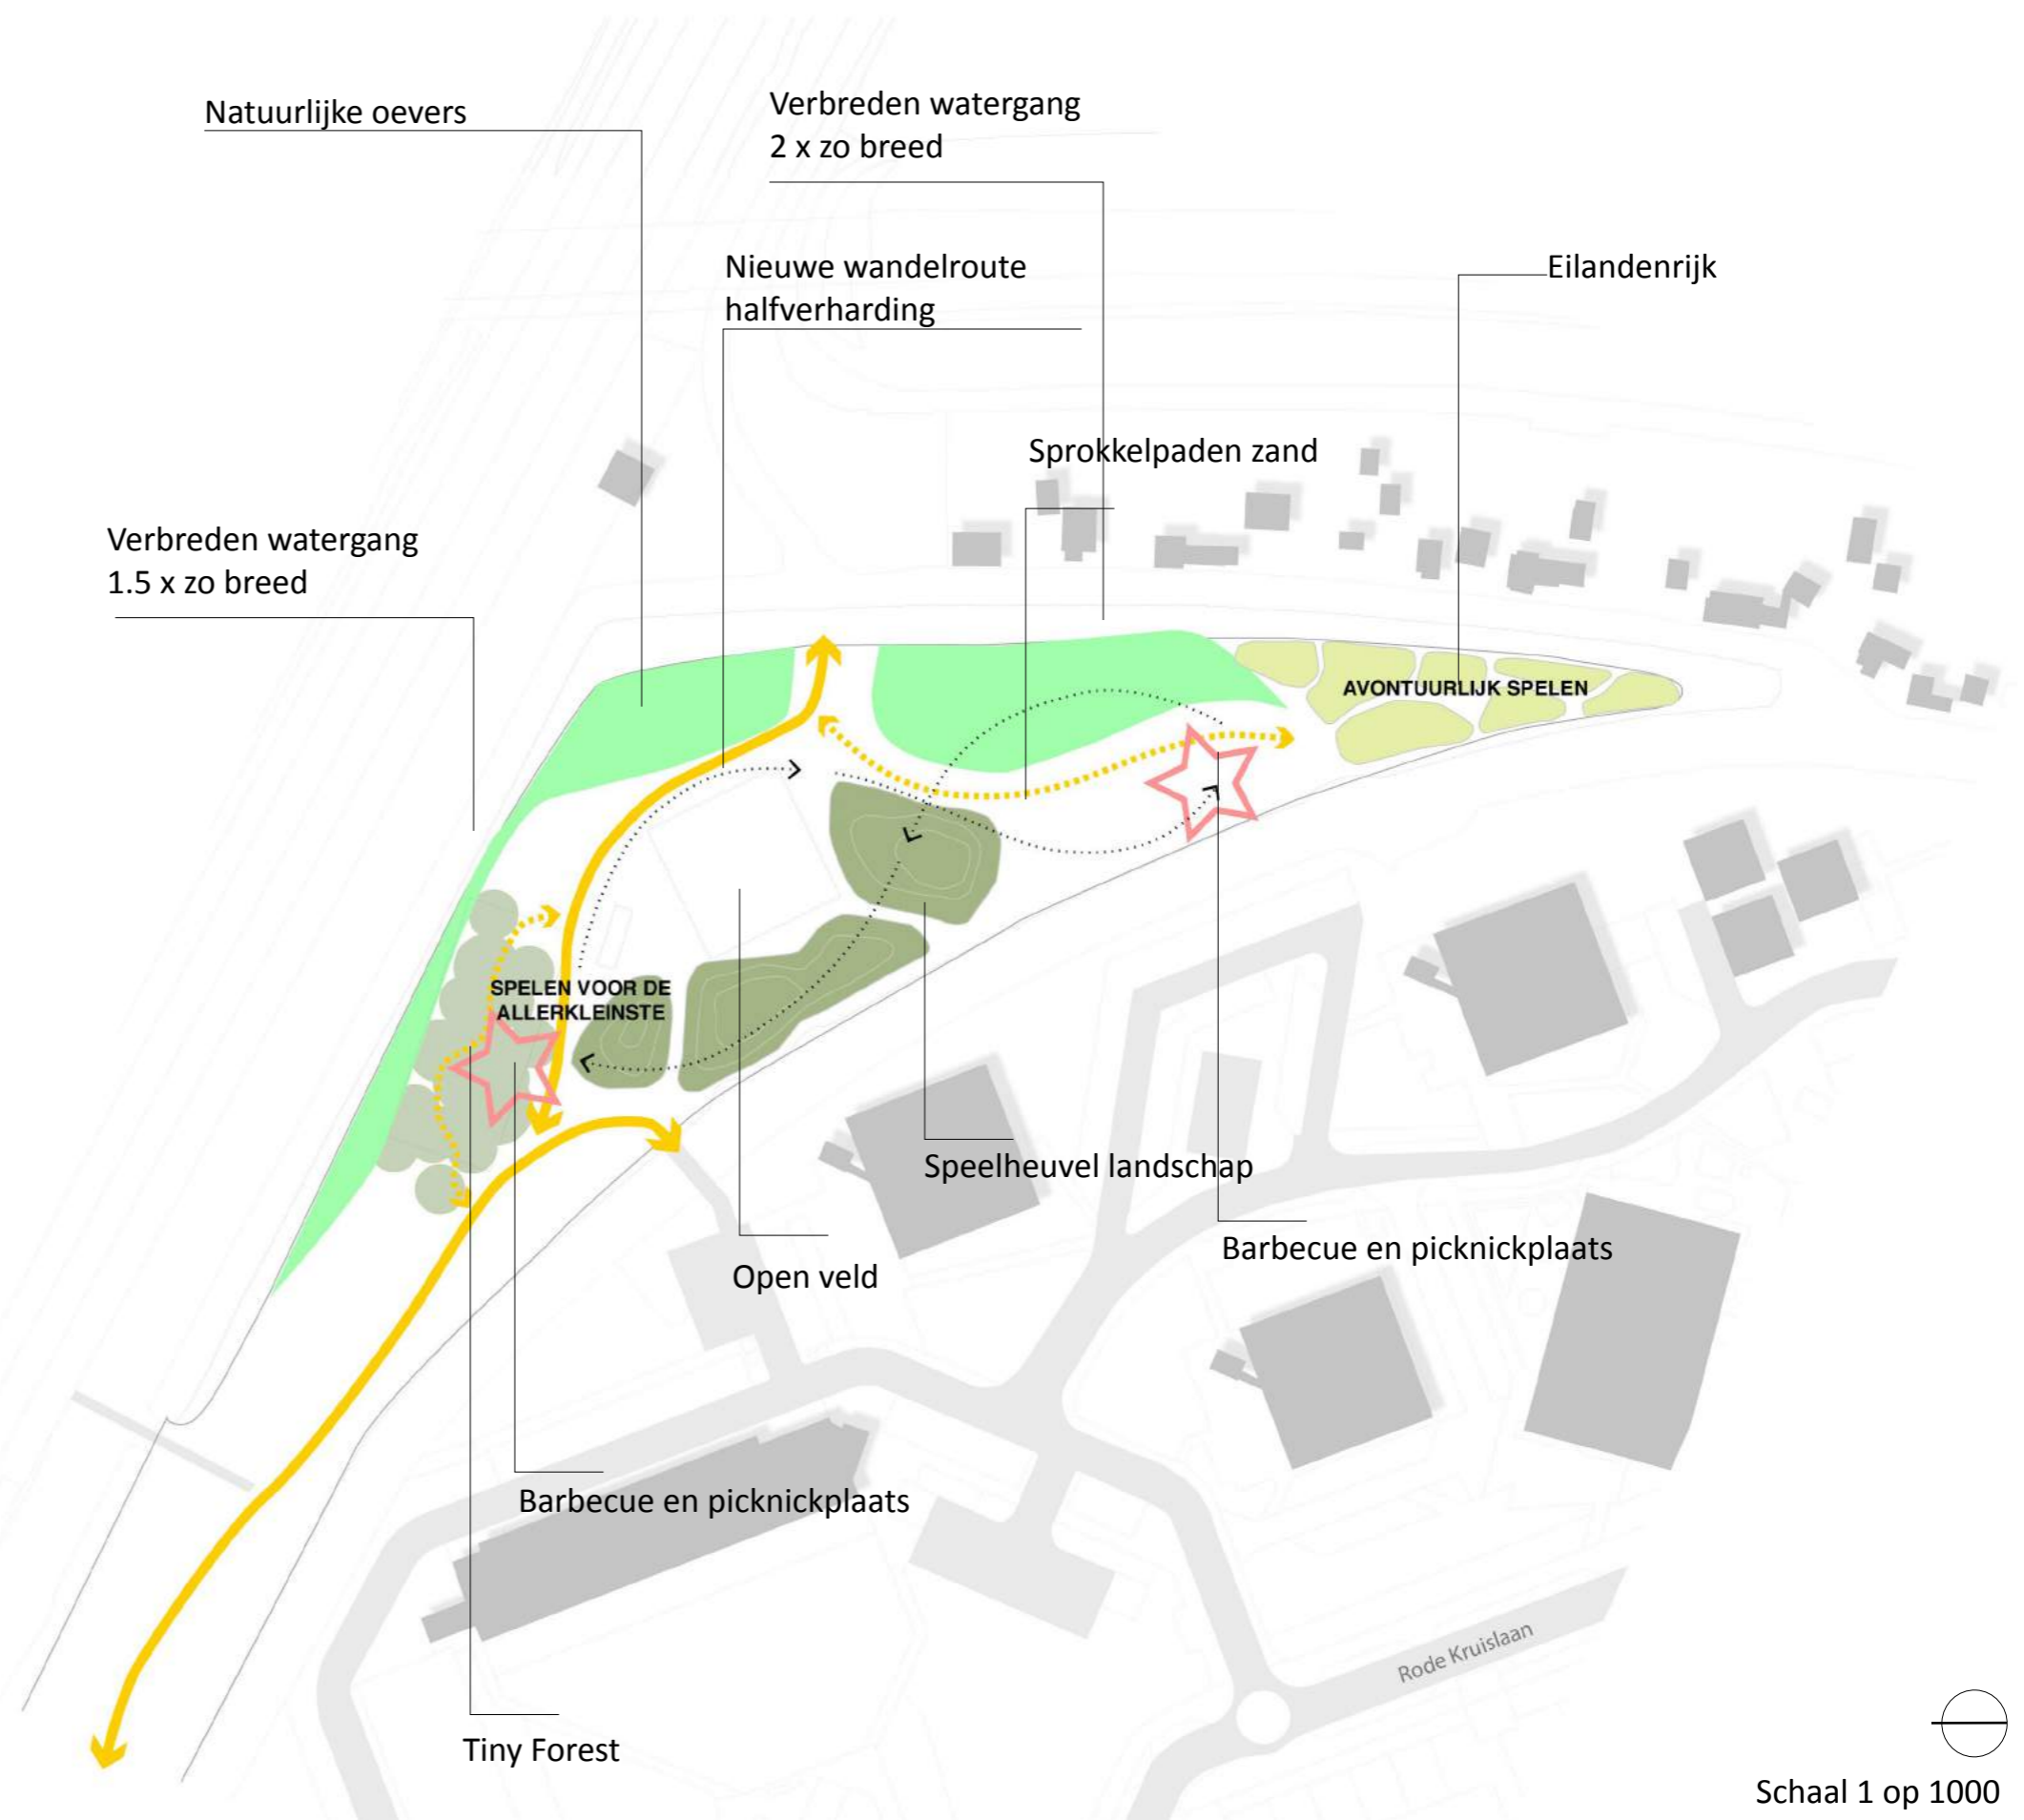 Natuurlijke oevers
Verbreden watergang
2 x zo breed
Nieuwe wandelroute
halfverharding
Eilandenrijk
Sprokkelpaden zand
Verbreden watergang
1.5 x zo breed
AVONTUURLIJK SPELEN
SPELEN VOOR DE
ALLERKLEINSTE
Speelheuvel landschap
Barbecue en picknickplaats
Open veld
Barbecue en picknickplaats
Rode Kruislaan
Tiny Forest
Schaal 1 op 1000